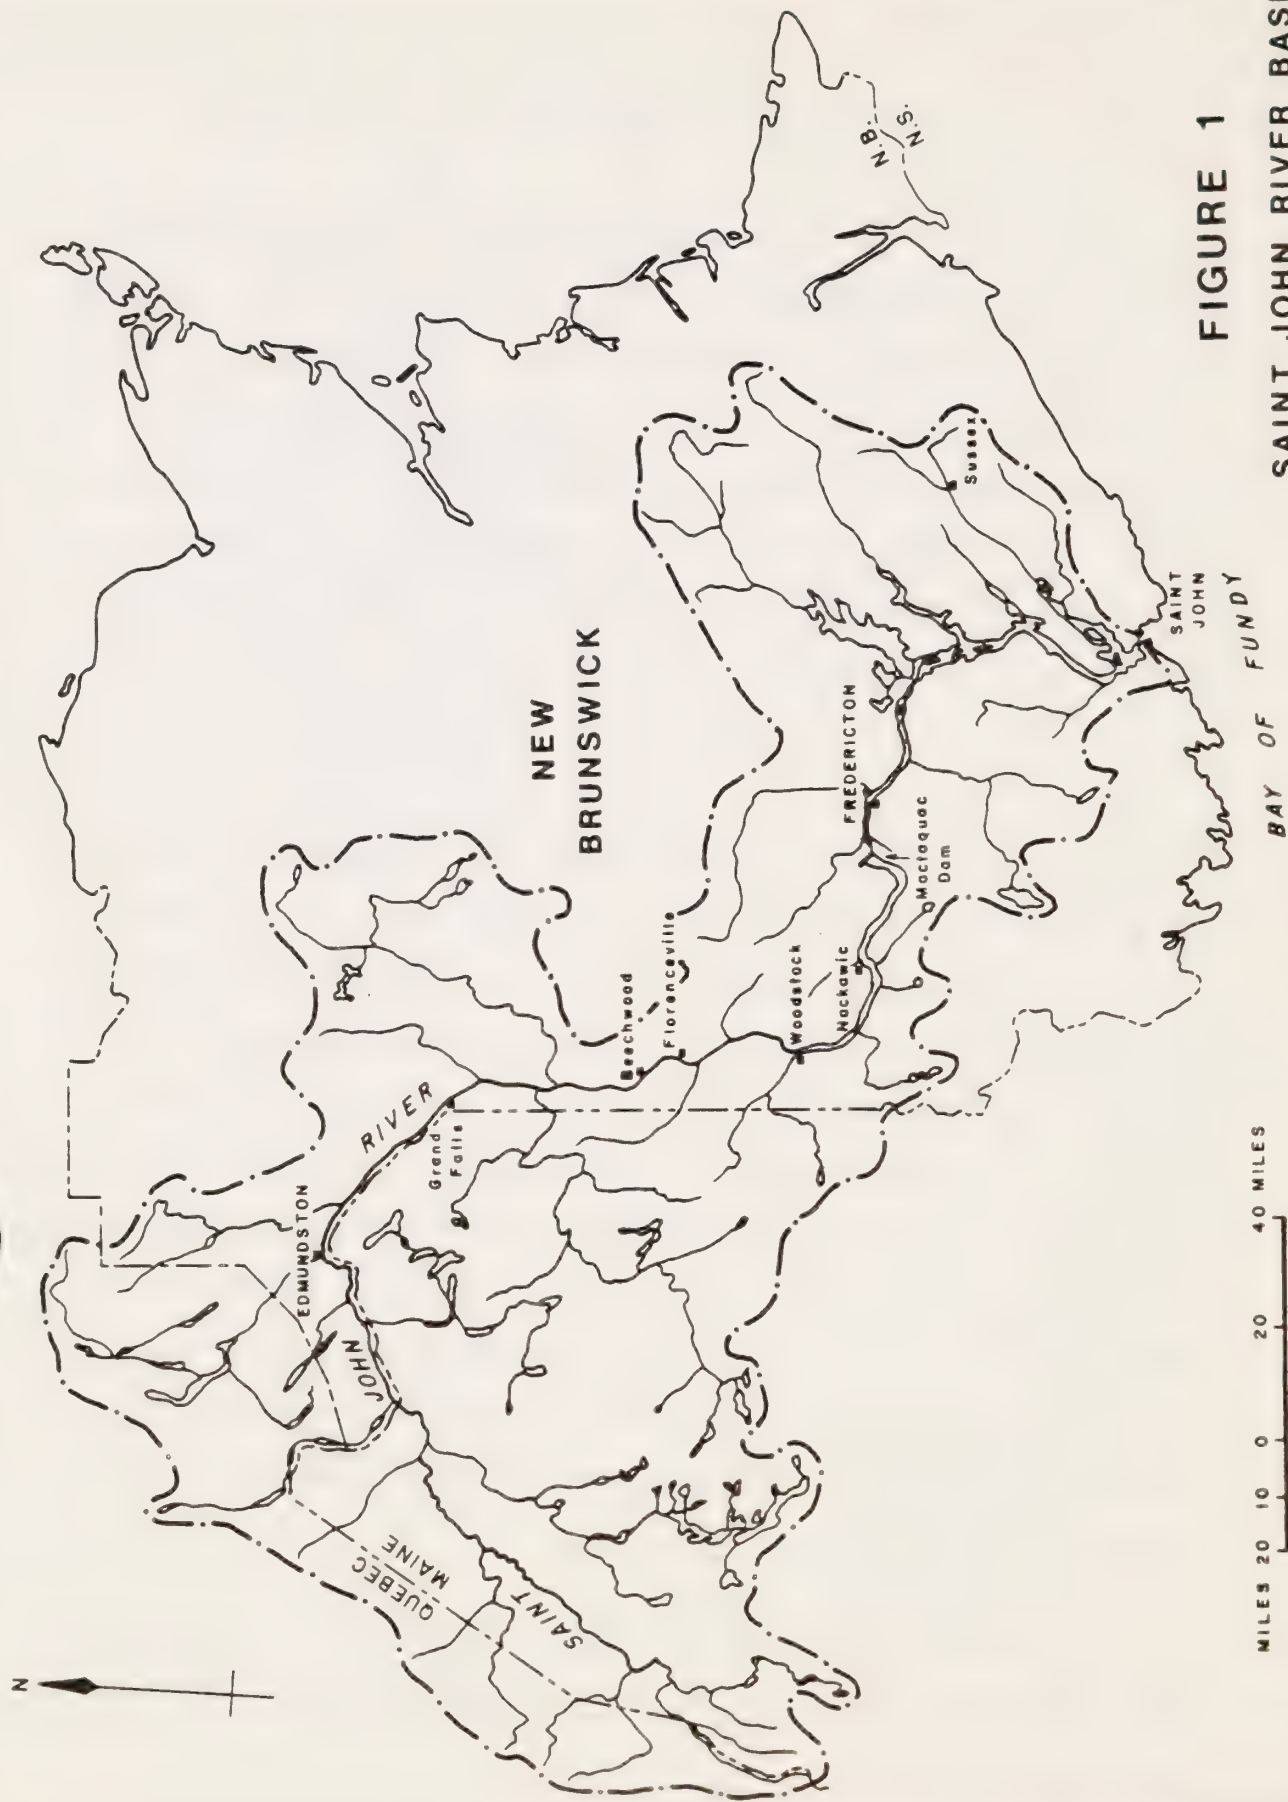 N
NEW
BRUNSWICK
N.B.
N.S.
QUEBEC
MAINE
SAINT
JOHN
RIVER
EDMUNDSTON
Grand
Falls
Beechwood
Florenceville
Woodstock
Nackawic
Mactaquac
Dam
FREDERICTON
Sussex
SAINT
JOHN
BAY OF FUNDY
MILES 20 10 0 20 40 MILES
FIGURE 1
SAINT JOHN RIVER